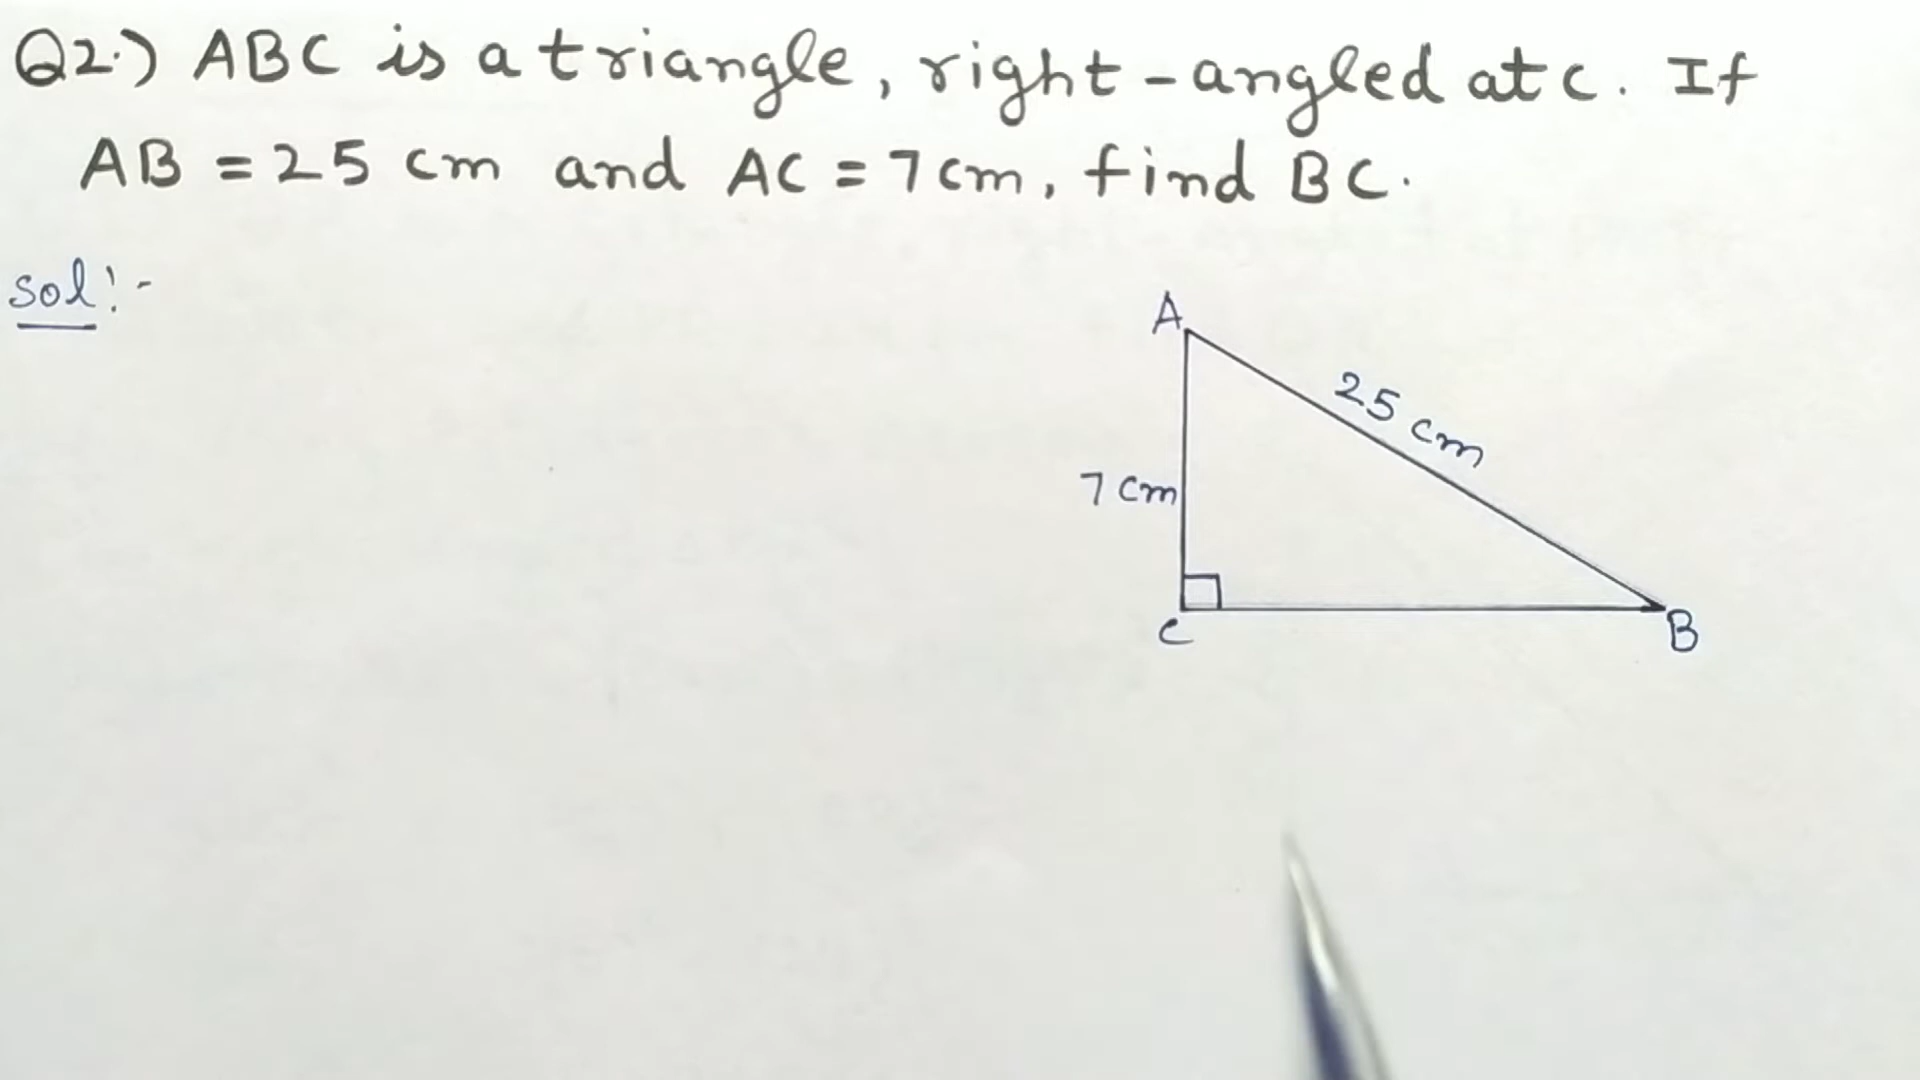 Q2.) ABC is a triangle, right-angled at C. If
AB = 25 cm and AC = 7cm, find BC.
Sol:-
A
25 cm
7 cm
C
B